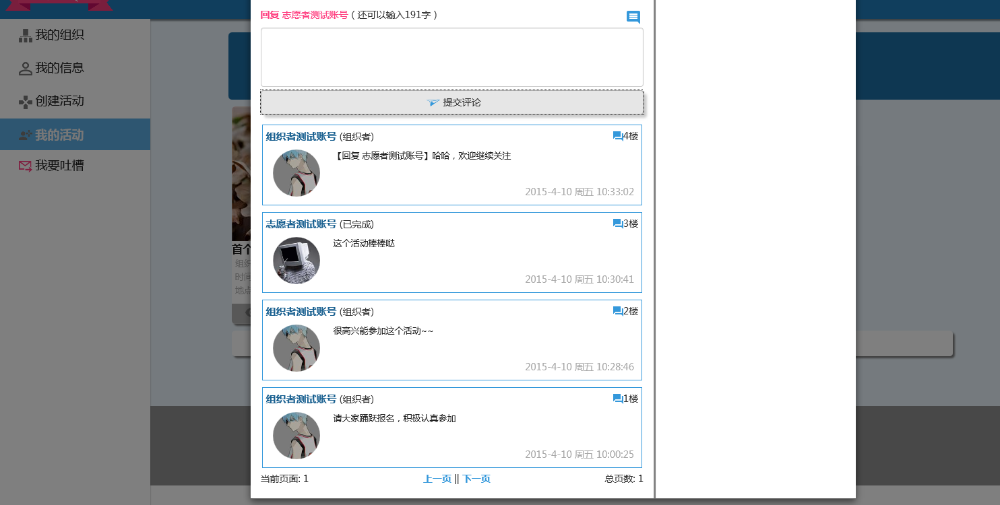 我的组织
我的信息
创建活动
我的活动
我要吐槽
首个
组织
时间
地点
回复 志愿者测试账号 ( 还可以输入191字 )
提交评论
组织者测试账号 (组织者) 4楼
【回复 志愿者测试账号】哈哈，欢迎继续关注
2015-4-10 周五 10:33:02
志愿者测试账号 (已完成) 3楼
这个活动棒棒哒
2015-4-10 周五 10:30:41
组织者测试账号 (组织者) 2楼
很高兴能参加这个活动~~
2015-4-10 周五 10:28:46
组织者测试账号 (组织者) 1楼
请大家踊跃报名，积极认真参加
2015-4-10 周五 10:00:25
当前页面: 1 上一页 || 下一页 总页数: 1